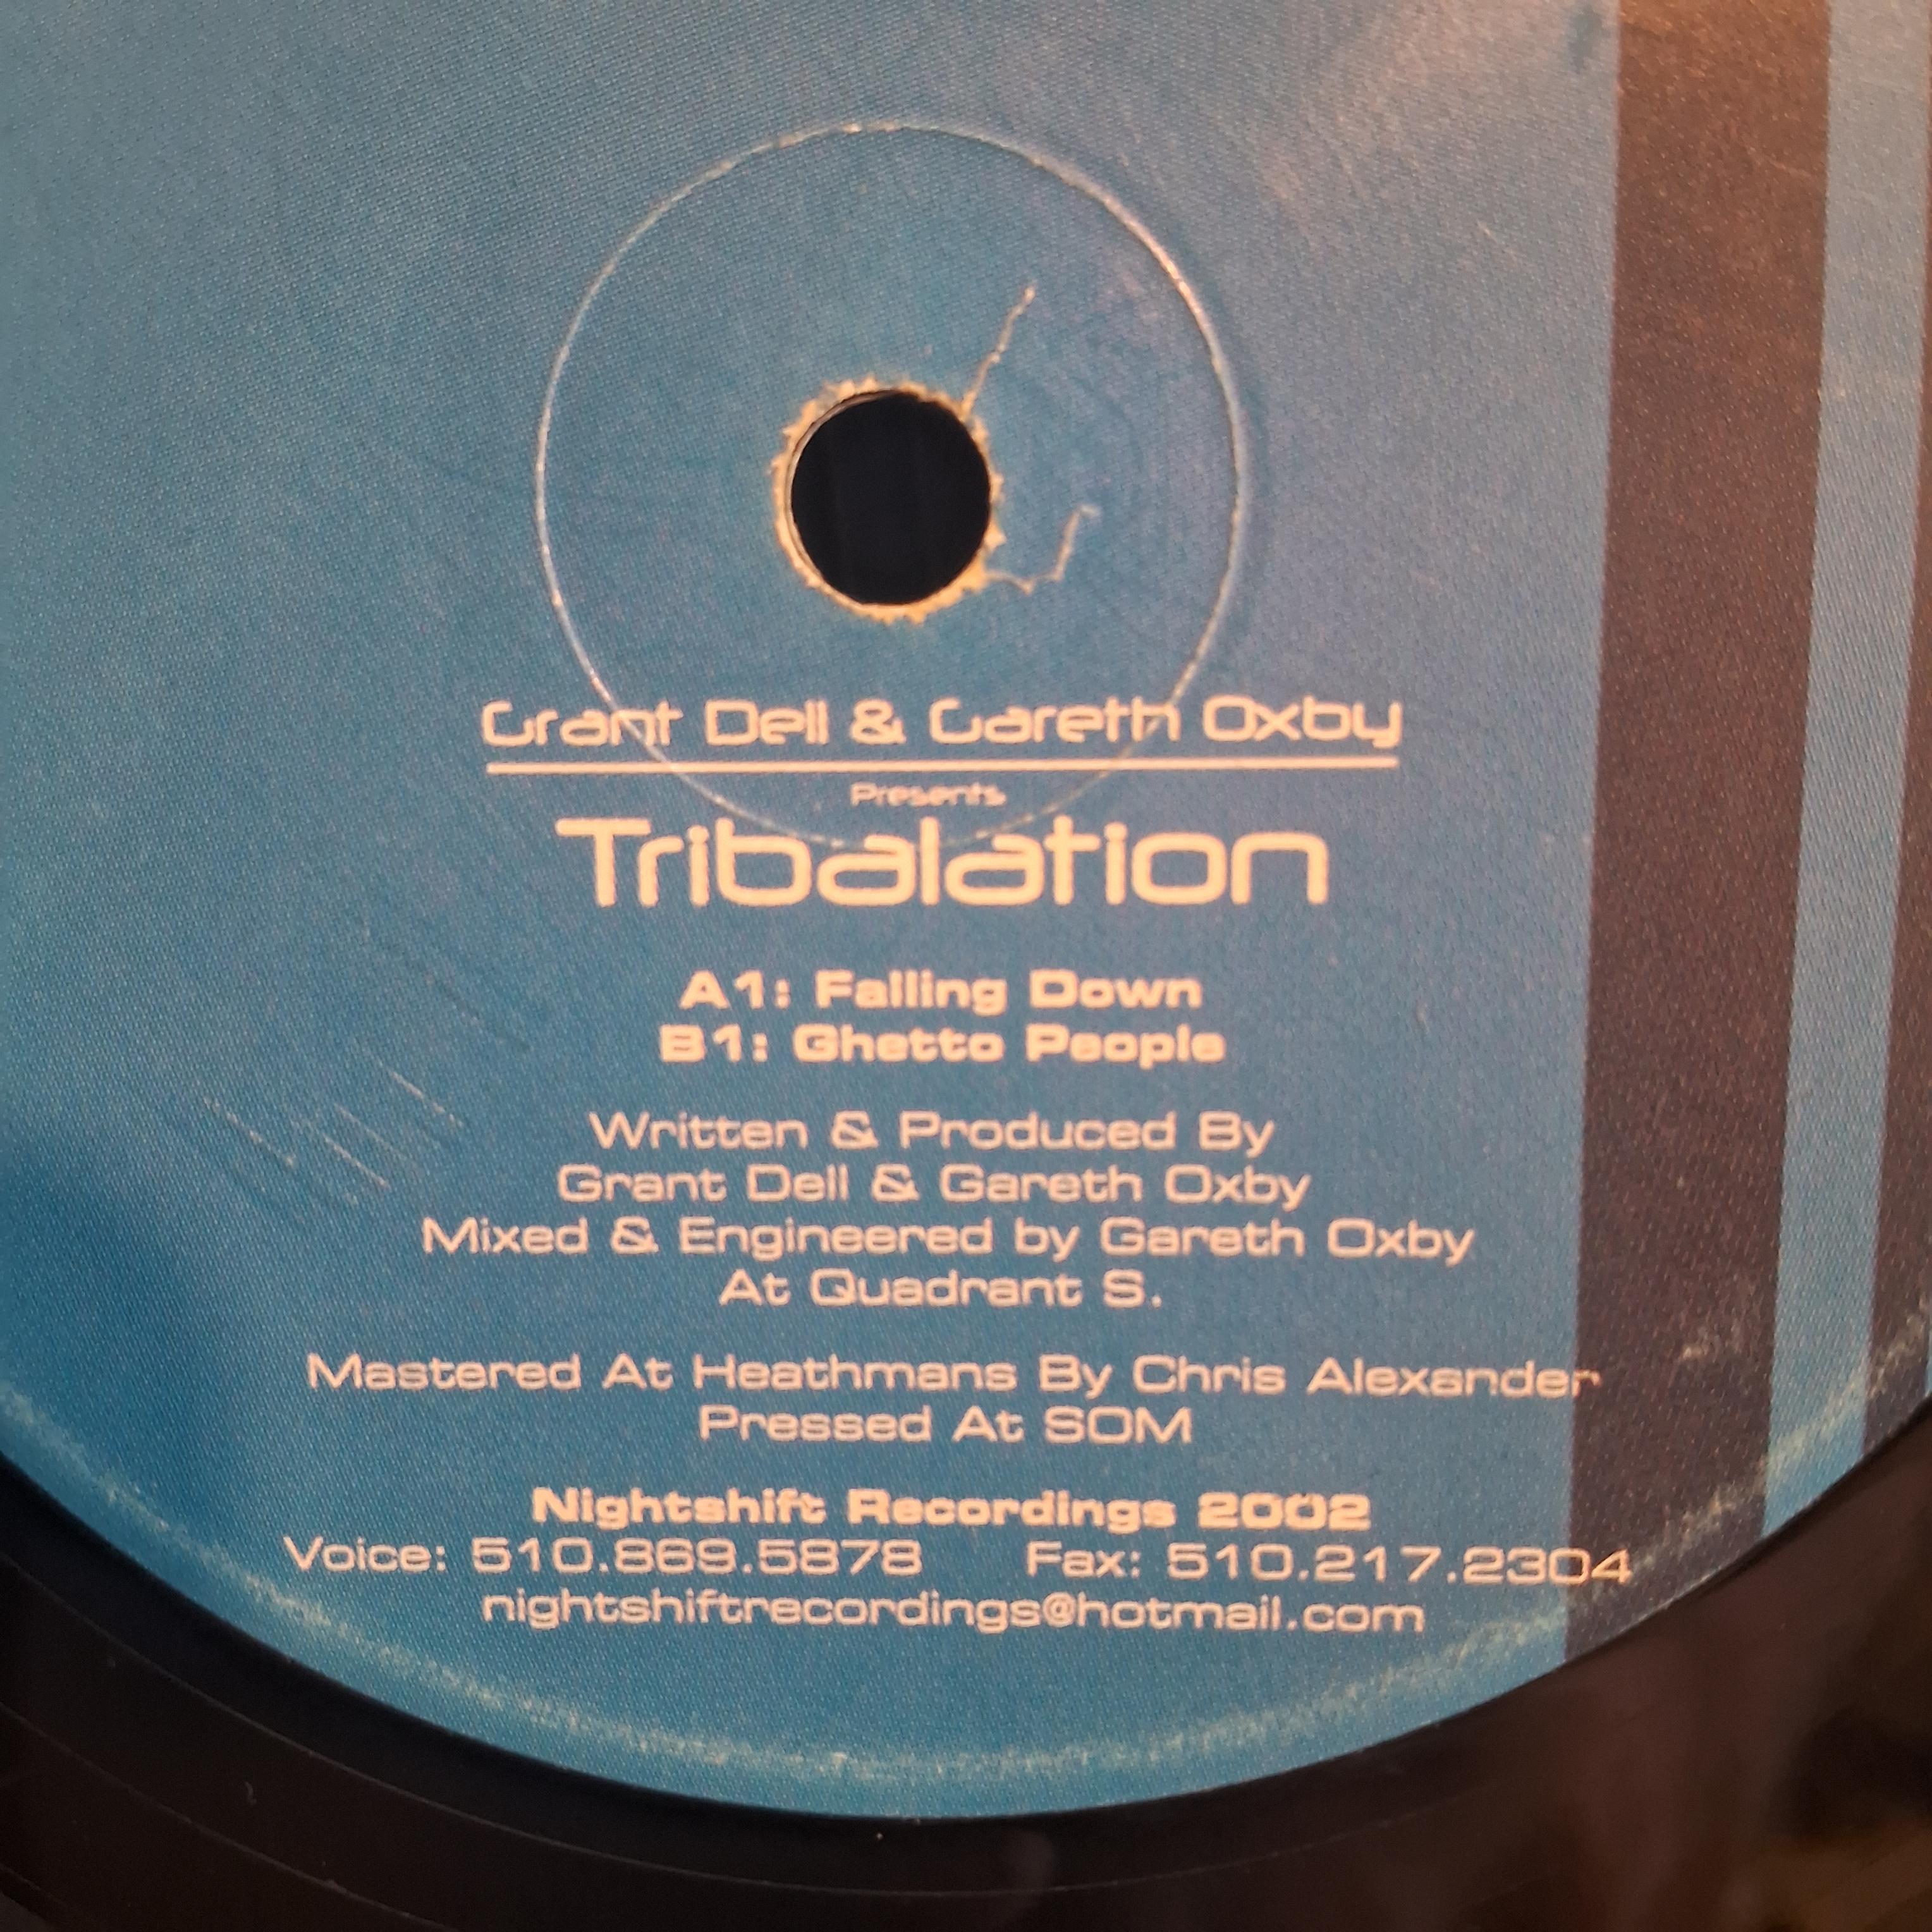 Grant Dell & Gareth Oxby
Presents
Tribalation
A1: Falling Down
B1: Ghetto People
Written & Produced By
Grant Dell & Gareth Oxby
Mixed & Engineered by Gareth Oxby
At Quadrant S.
Mastered At Heathmans By Chris Alexander
Pressed At SOM
Nightshift Recordings 2002
Voice: 510.869.5878 Fax: 510.217.2304
nightshiftrecordings@hotmail.com